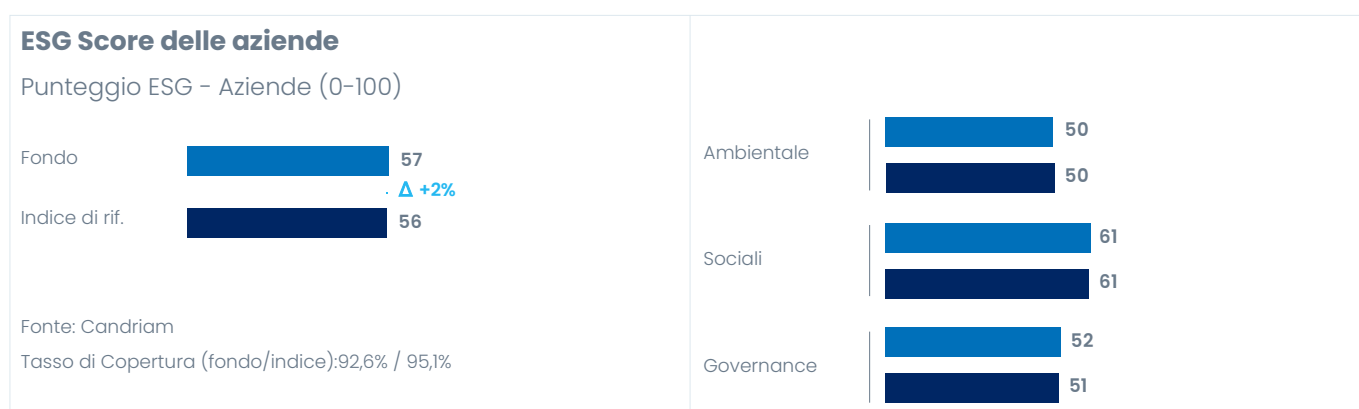 ESG Score delle aziende
Punteggio ESG - Aziende (0-100)
Fondo
57
Δ +2%
Indice di rif.
56
Fonte: Candriam
Tasso di Copertura (fondo/indice):92,6% / 95,1%
Ambientale
50
50
Sociali
61
61
Governance
52
51